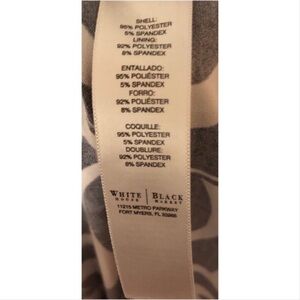 SHELL:
95% POLYESTER
5% SPANDEX
LINING:
92% POLYESTER
8% SPANDEX
ENTALLADO:
95% POLIÉSTER
5% SPANDEX
FORRO:
92% POLIÉSTER
8% SPANDEX
COQUILLE:
95% POLYESTER
5% SPANDEX
DOUBLURE:
92% POLYESTER
8% SPANDEX
WHITE | BLACK
HOUSE | MARKET
11215 METRO PARKWAY
FORT MYERS, FL 33966